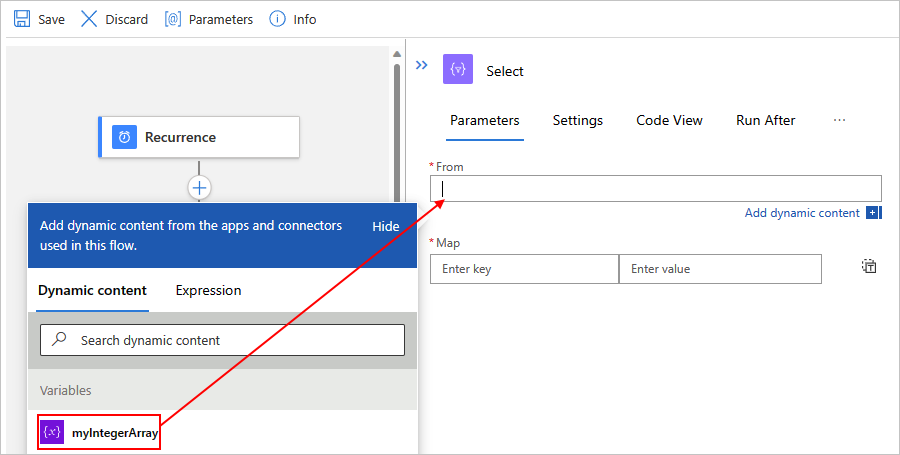 Save Discard [@] Parameters Info
Select
Parameters Settings Code View Run After ...
Recurrence
* From
Add dynamic content from the apps and connectors
used in this flow.
Hide
Add dynamic content
* Map
Enter key Enter value
Dynamic content Expression
Search dynamic content
Variables
{x} myIntegerArray